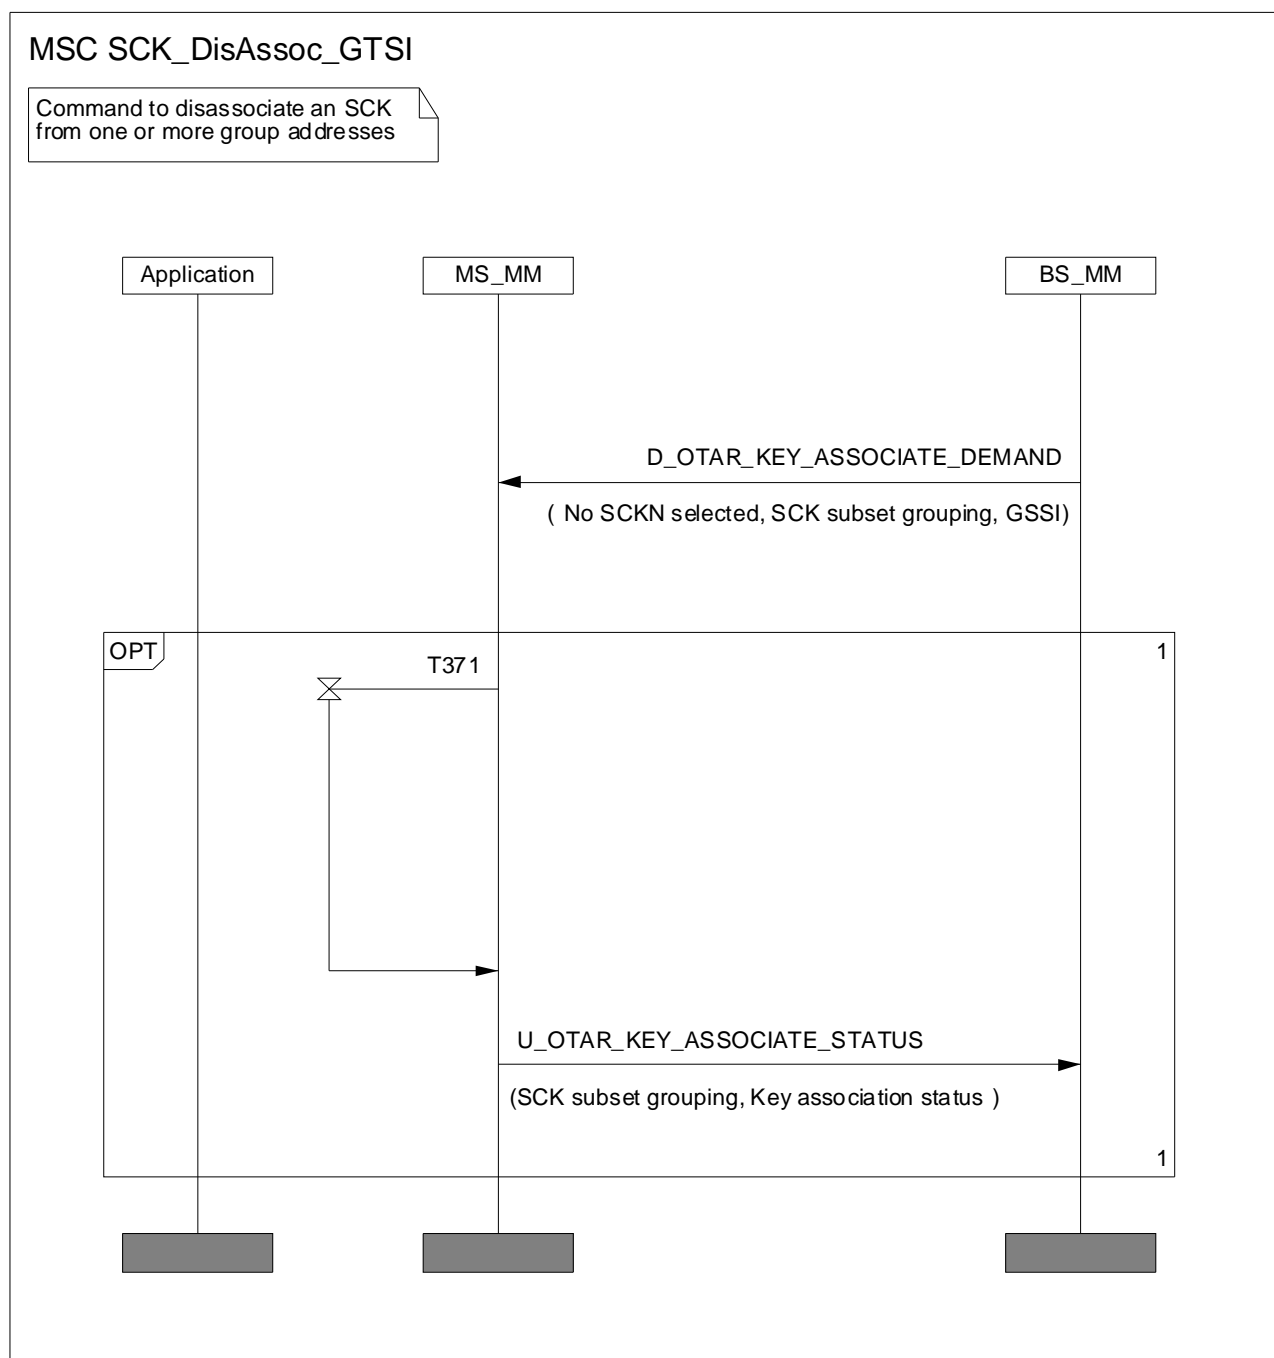 MSC SCK_DisAssoc_GTSI
Command to disassociate an SCK
from one or more group addresses
Application
MS_MM
BS_MM
D_OTAR_KEY_ASSOCIATE_DEMAND
( No SCKN selected, SCK subset grouping, GSSI)
OPT
1
T371
U_OTAR_KEY_ASSOCIATE_STATUS
(SCK subset grouping, Key association status )
1